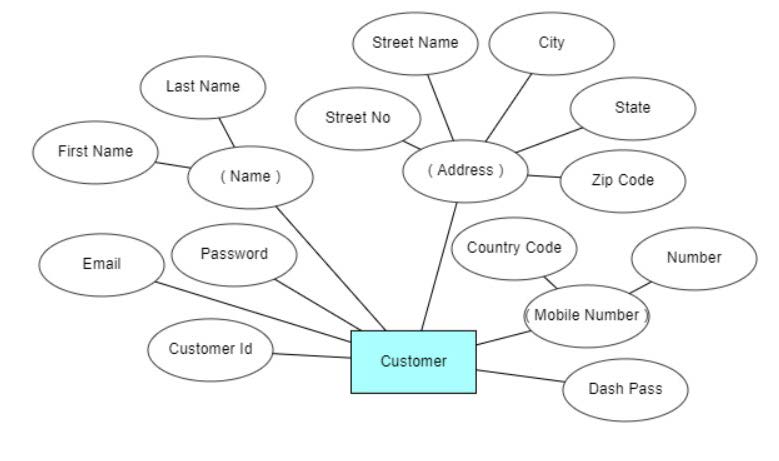 Street Name
City
Last Name
State
Street No
First Name
( Name )
( Address )
Zip Code
Country Code
Number
Password
Email
( Mobile Number )
Customer Id
Customer
Dash Pass